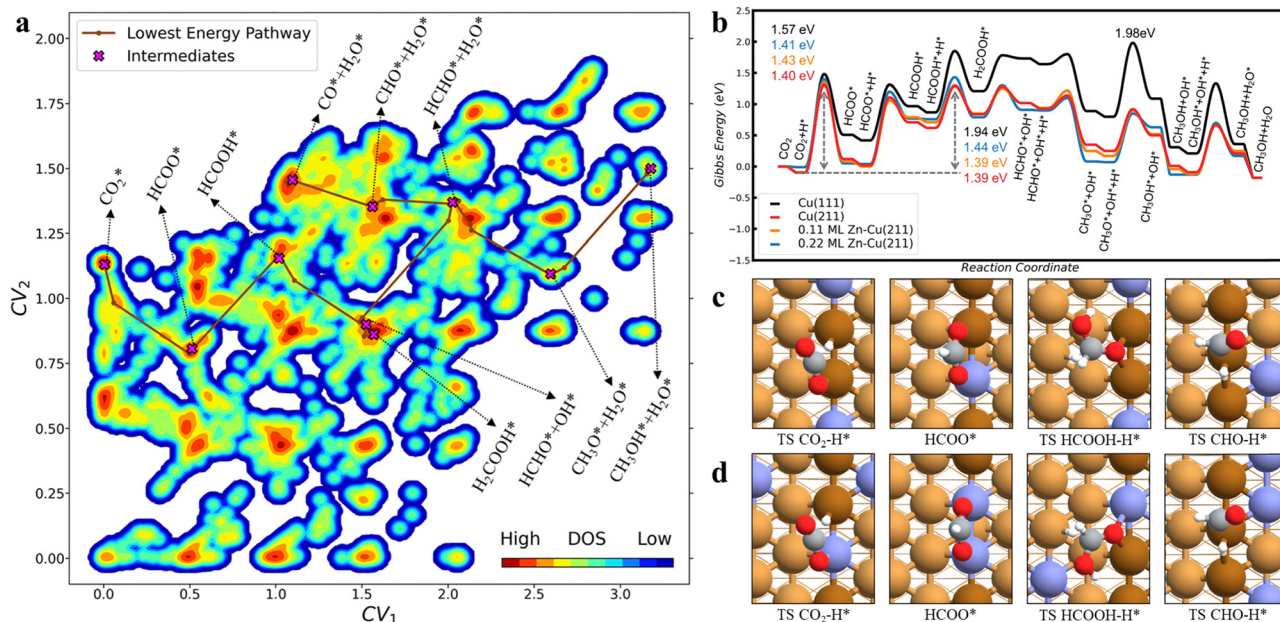 a
Lowest Energy Pathway
Intermediates
CO₂*
HCOO*
HCOOH*
CO*+H₂O*
CHO*+H₂O*
HCHO*+H₂O*
H₂COOH*
HCHO*+OH*
CH₃O*+H₂O*
CH₃OH*+H₂O*
High DOS Low
2.00
1.75
1.50
1.25
1.00
0.75
0.50
0.25
0.00
CV₂
0.0 0.5 1.0 1.5 2.0 2.5 3.0
CV₁
b
2.5
2.0
1.5
1.0
0.5
0.0
−0.5
−1.0
−1.5
Gibbs Energy (eV)
1.57 eV
1.41 eV
1.43 eV
1.40 eV
1.98eV
1.94 eV
1.44 eV
1.39 eV
1.39 eV
CO₂
CO₂+H*
HCOO*
HCOO*+H*
HCOOH*
HCOOH*+H*
H₂COOH*
HCHO*+OH*
HCHO*+OH*+H*
CH₃O*+OH*
CH₃O*+OH*+H*
CH₃OH*+OH*
CH₃OH+OH*
CH₃OH+OH*+H*
CH₃OH+H₂O*
CH₃OH+H₂O
Cu(111)
Cu(211)
0.11 ML Zn-Cu(211)
0.22 ML Zn-Cu(211)
Reaction Coordinate
c
TS CO₂-H* HCOO* TS HCOOH-H* TS CHO-H*
d
TS CO₂-H* HCOO* TS HCOOH-H* TS CHO-H*